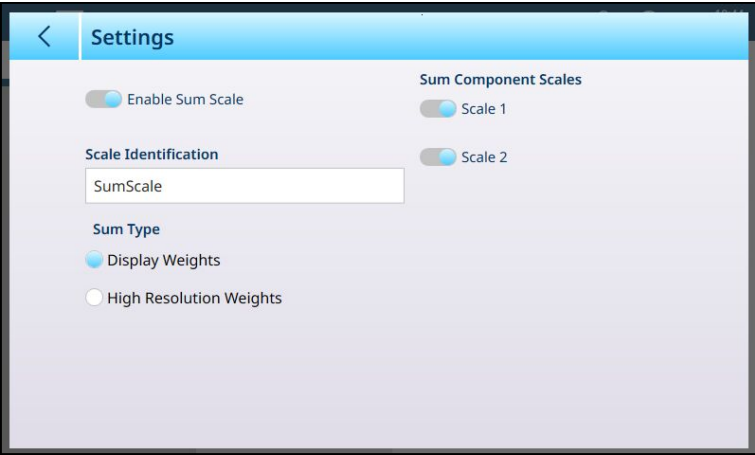 Settings
Enable Sum Scale
Scale Identification
SumScale
Sum Type
Display Weights
High Resolution Weights
Sum Component Scales
Scale 1
Scale 2